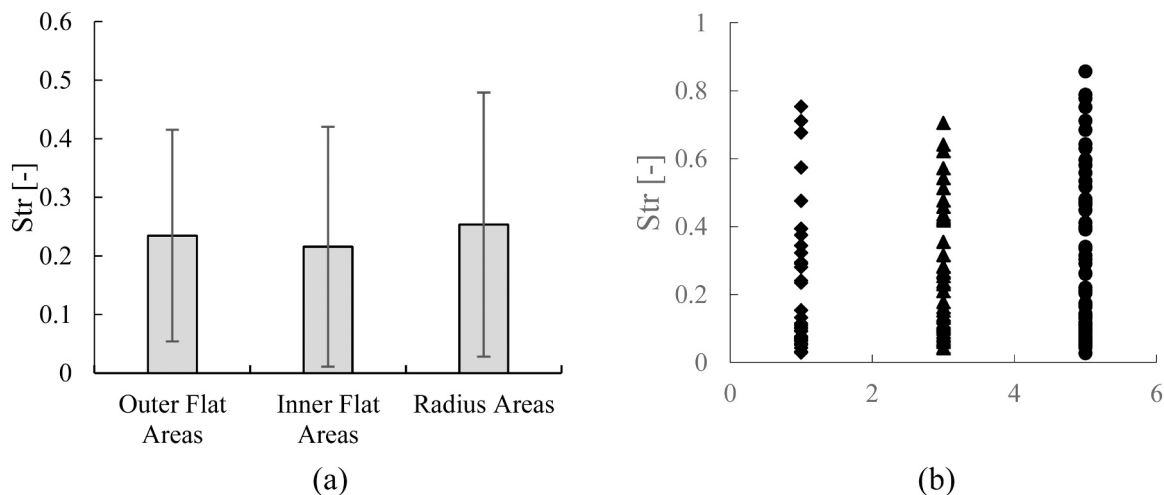 Str [-]
0.6
0.5
0.4
0.3
0.2
0.1
0
Outer Flat
Areas
Inner Flat
Areas
Radius Areas
(a)
Str [-]
1
0.8
0.6
0.4
0.2
0
0
2
4
6
(b)